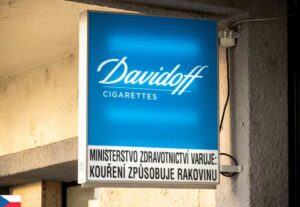 Davidoff
CIGARETTES
MINISTERSTVO ZDRAVOTNICTVÍ VARUJE:
KOUŘENÍ ZPŮSOBUJE RAKOVINU